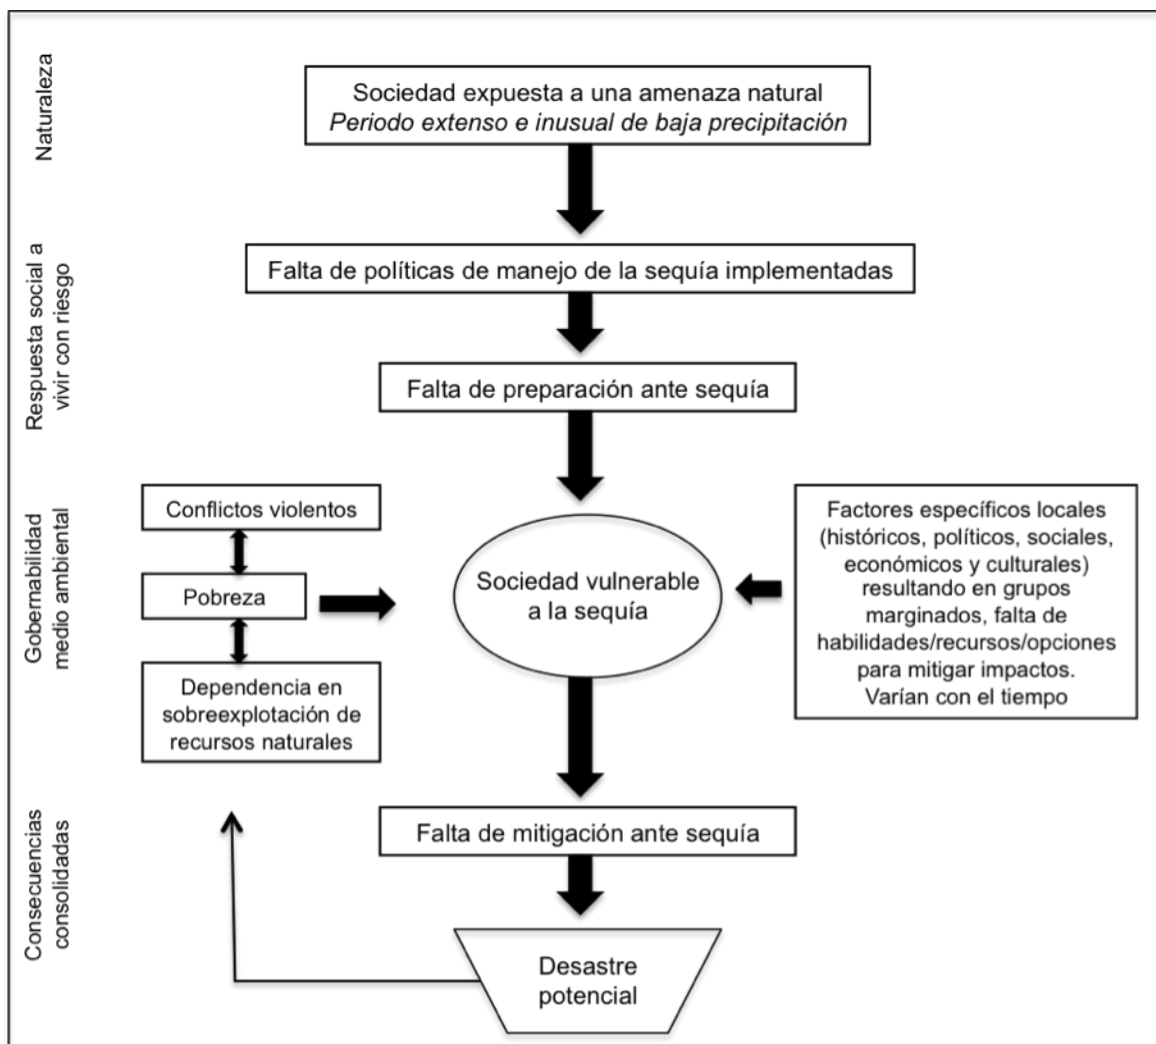 Naturaleza
Sociedad expuesta a una amenaza natural
Periodo extenso e inusual de baja precipitación
Respuesta social a
vivir con riesgo
Falta de políticas de manejo de la sequía implementadas
Falta de preparación ante sequía
Gobernabilidad
medio ambiental
Conflictos violentos
Pobreza
Dependencia en
sobreexplotación de
recursos naturales
Sociedad vulnerable
a la sequía
Factores específicos locales
(históricos, políticos, sociales,
económicos y culturales)
resultando en grupos
marginados, falta de
habilidades/recursos/opciones
para mitigar impactos.
Varían con el tiempo
Consecuencias
consolidadas
Falta de mitigación ante sequía
Desastre
potencial